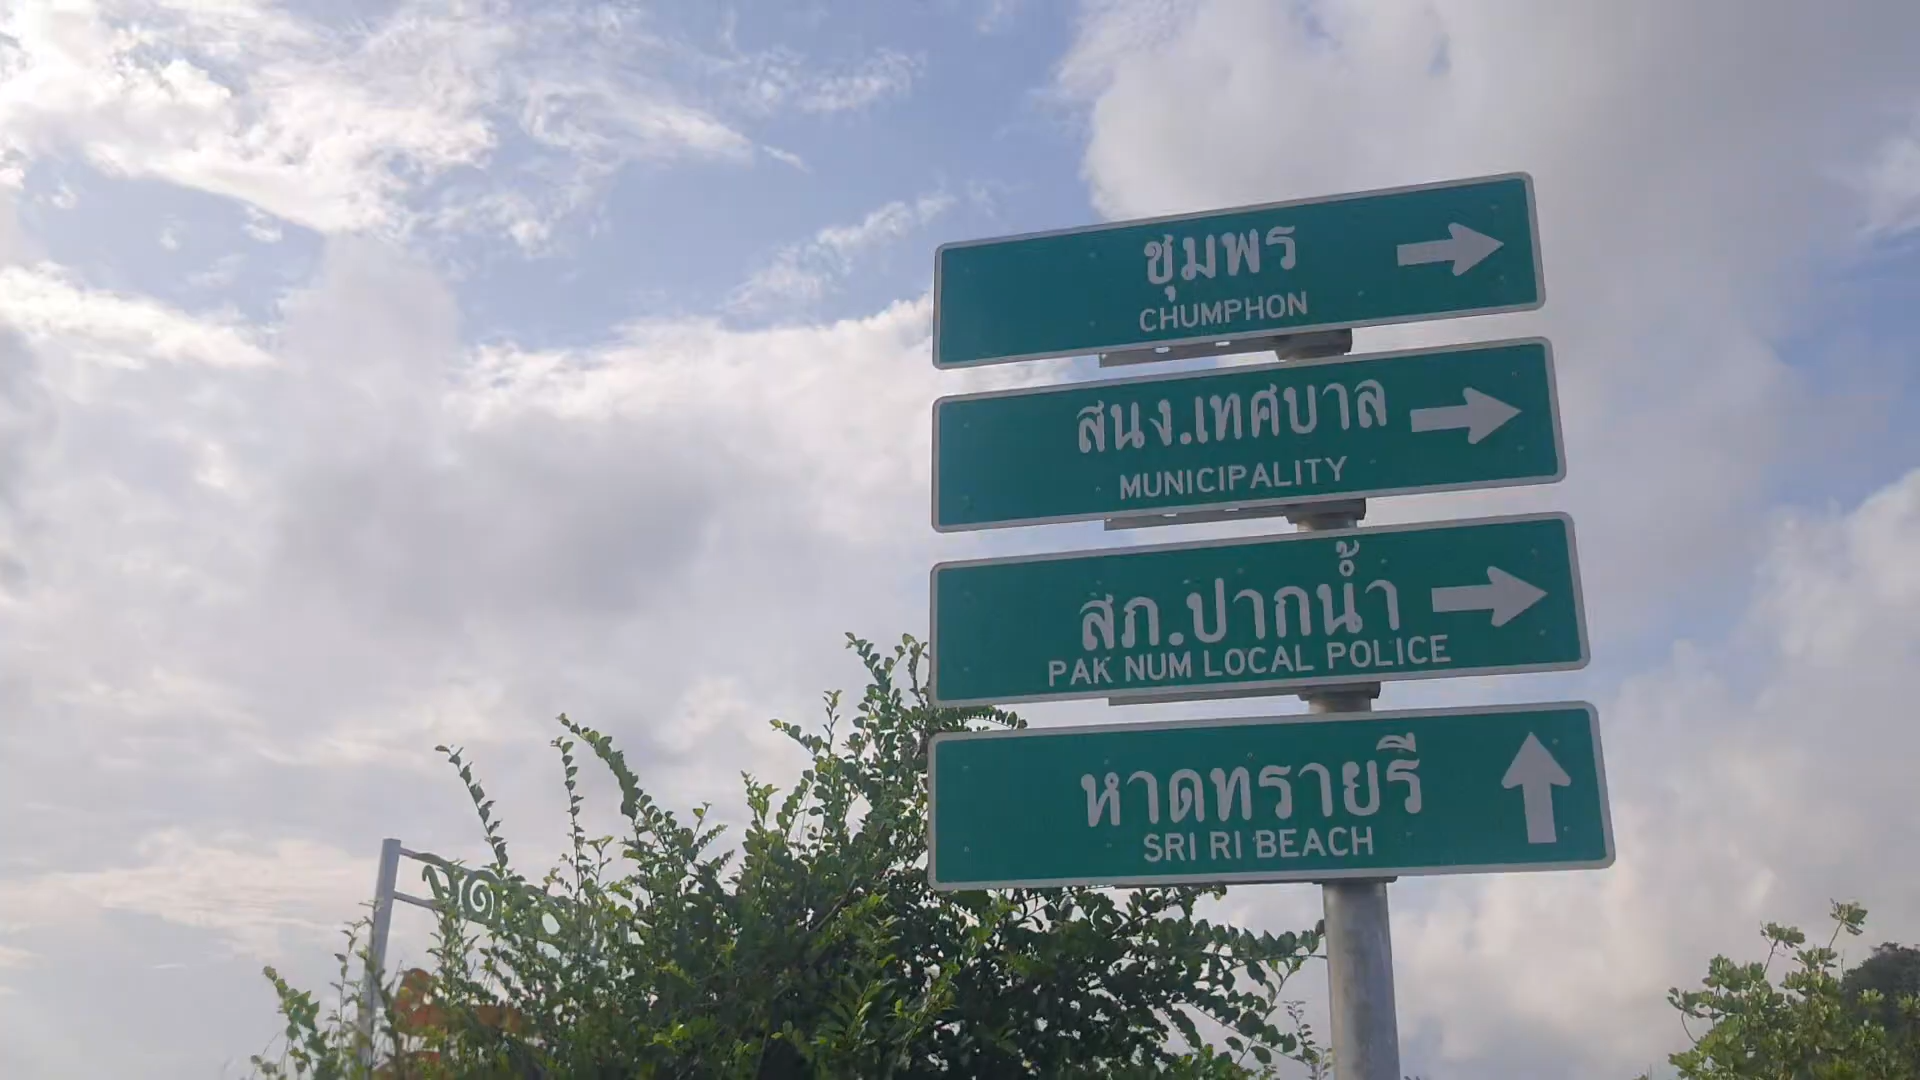 ชุมพร
CHUMPHON
สนง.เทศบาล
MUNICIPALITY
สภ.ปากน้ำ
PAK NUM LOCAL POLICE
หาดทรายรี
SRI RI BEACH